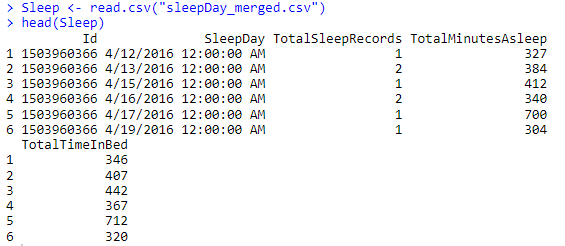 > Sleep <- read.csv("sleepDay_merged.csv")
> head(Sleep)
          Id               SleepDay TotalSleepRecords TotalMinutesAsleep
1 1503960366 4/12/2016 12:00:00 AM                 1                327
2 1503960366 4/13/2016 12:00:00 AM                 2                384
3 1503960366 4/15/2016 12:00:00 AM                 1                412
4 1503960366 4/16/2016 12:00:00 AM                 2                340
5 1503960366 4/17/2016 12:00:00 AM                 1                700
6 1503960366 4/19/2016 12:00:00 AM                 1                304
  TotalTimeInBed
1            346
2            407
3            442
4            367
5            712
6            320